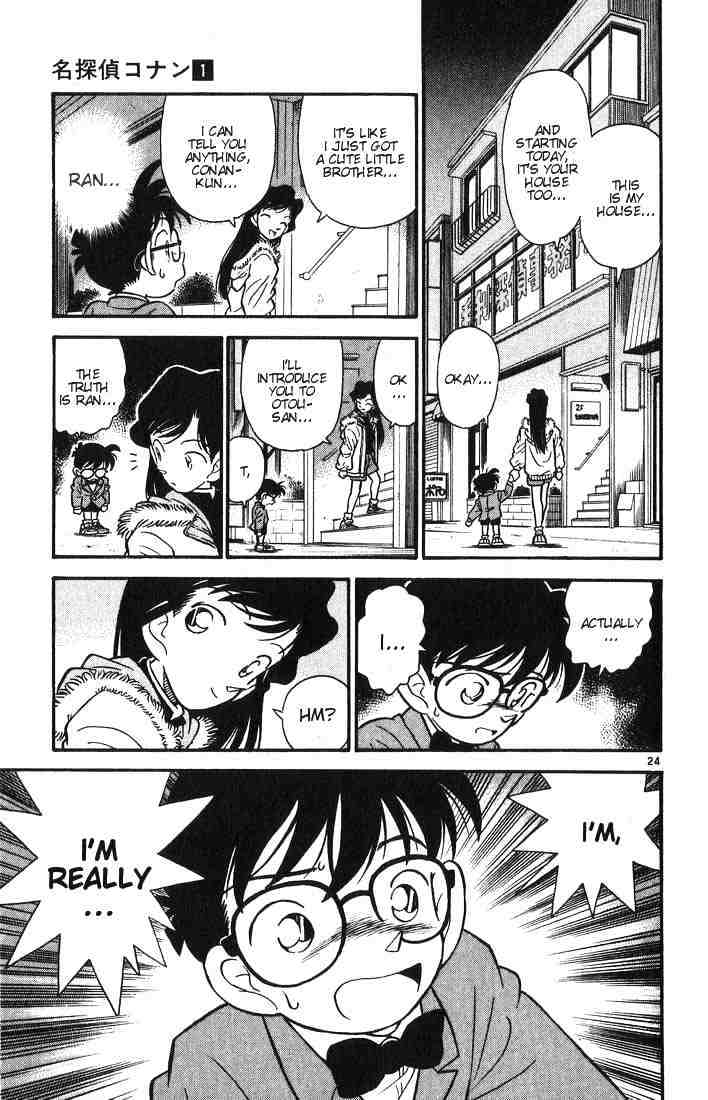 名探偵コナン1
THIS
IS MY
HOUSE...
AND
STARTING
TODAY,
IT'S YOUR
HOUSE
TOO...
OKAY...
2F
IT'S LIKE
I JUST GOT
A CUTE LITTLE
BROTHER...
I CAN
TELL YOU
ANYTHING,
CONAN-
KUN...
RAN...
OK
...
I'LL
INTRODUCE
YOU TO
OTOU-
SAN...
T,
THE
TRUTH
IS RAN...
ACTUALLY
...
I...
HM?
24
I'M,
I'M
REALLY
...